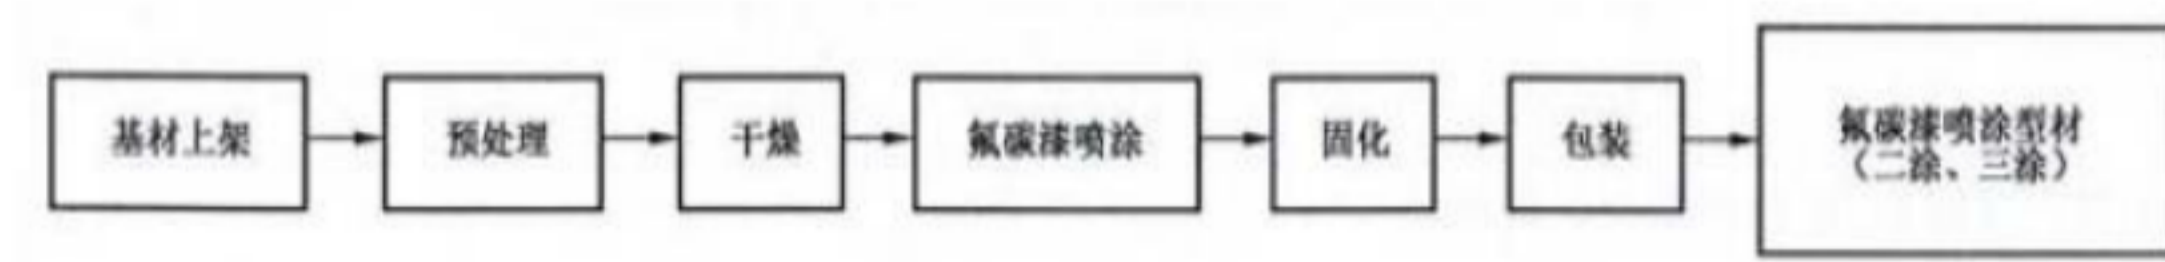 基材上架
预处理
干燥
氟碳漆喷涂
固化
包装
氟碳漆喷涂型材
（二涂、三涂）